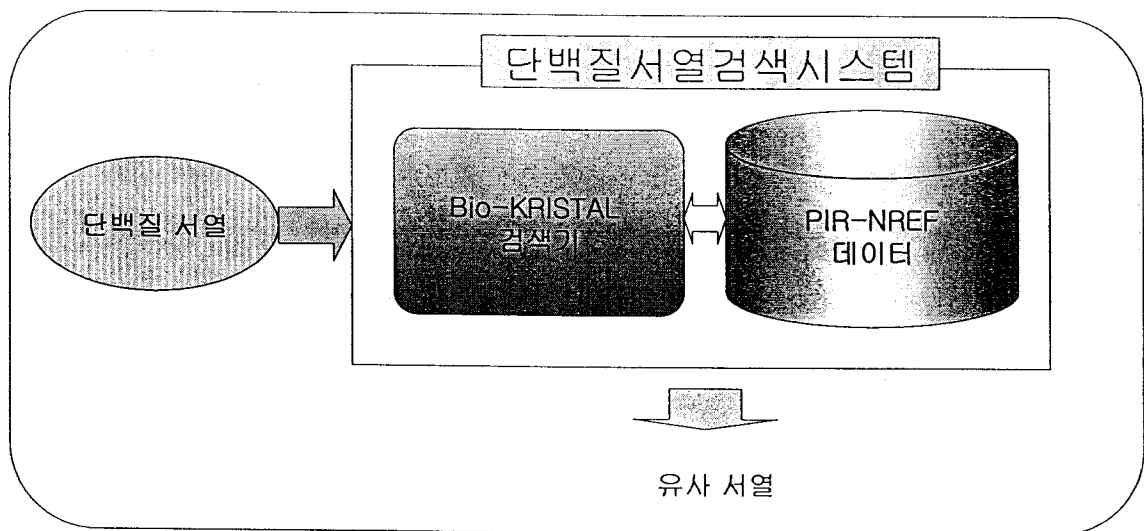 단백질서열검색시스템
단백질 서열
Bio-KRISTAL
검색기
PIR-NREF
데이터
유사 서열